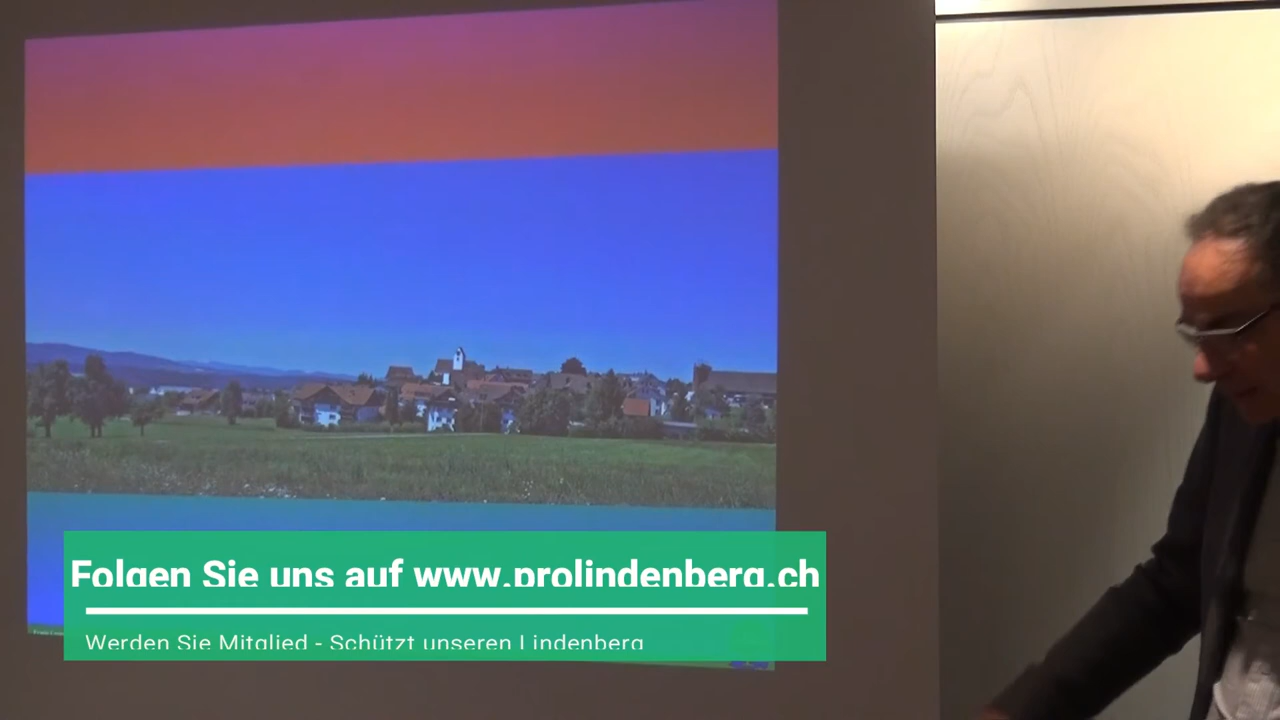 Folgen Sie uns auf www.prolindenberg.ch
Werden Sie Mitglied - Schützt unseren Lindenberg